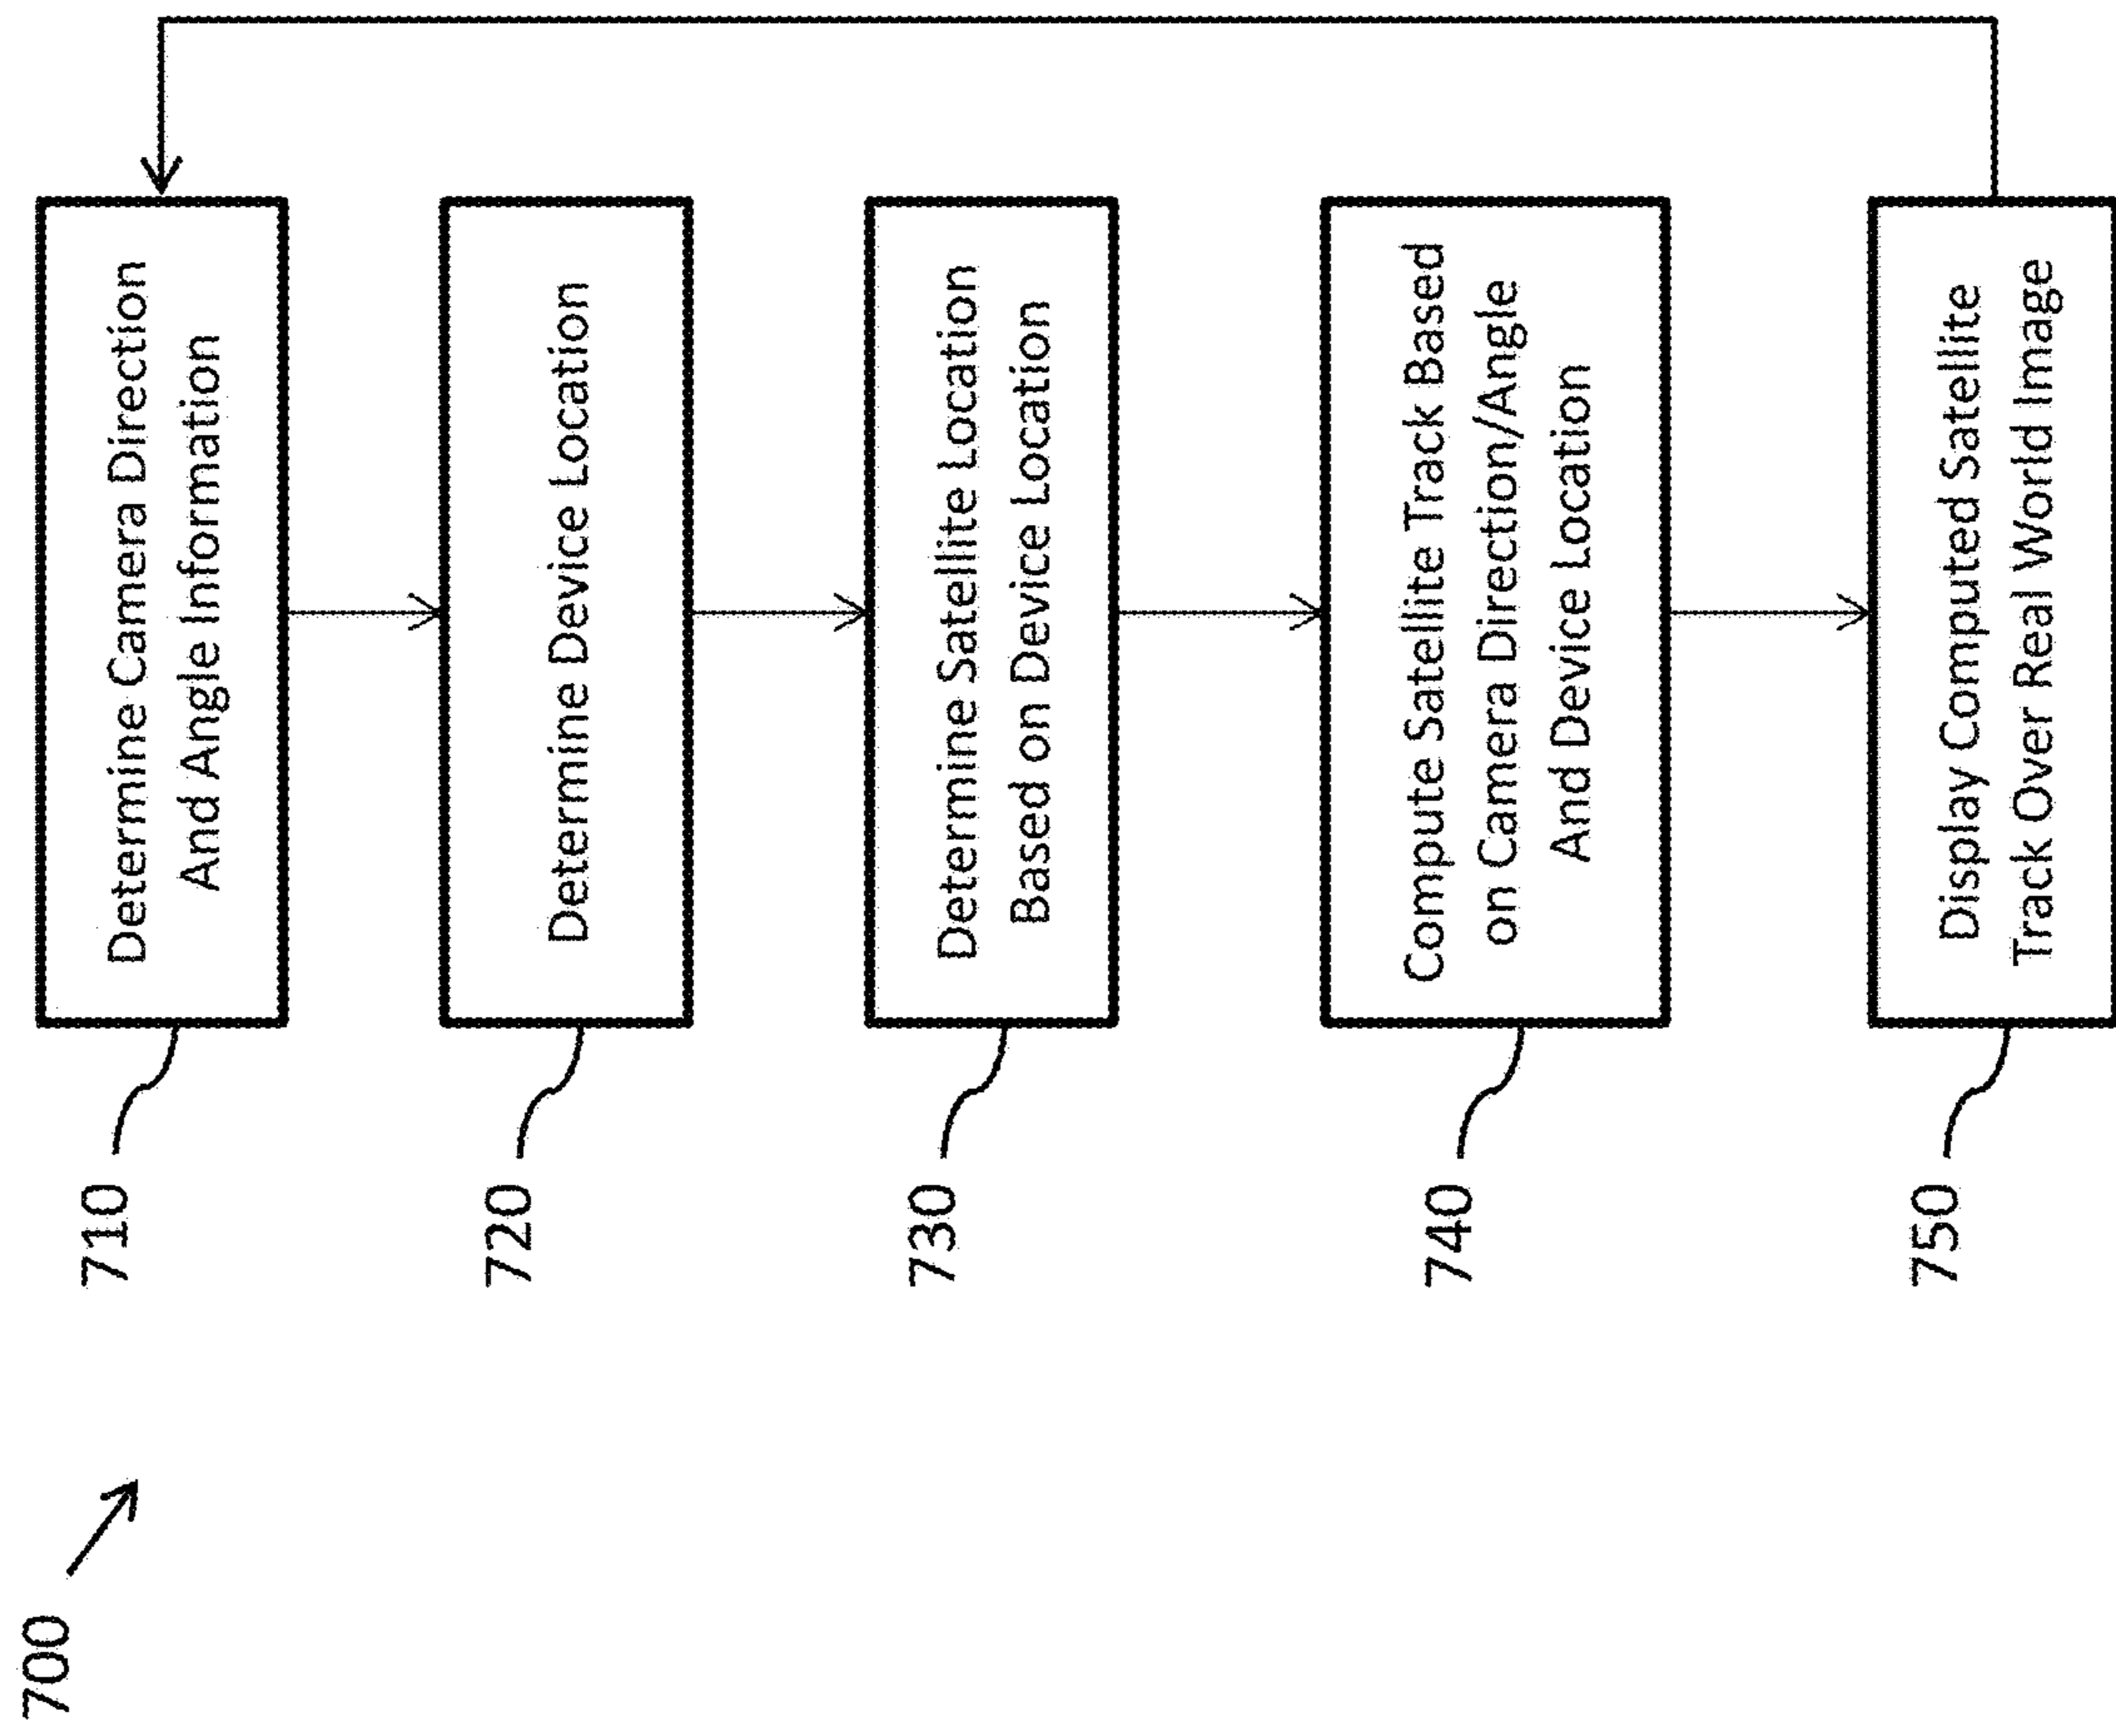 700
710
Determine Camera Direction
And Angle Information
720
Determine Device Location
730
Determine Satellite Location
Based on Device Location
740
Compute Satellite Track Based
on Camera Direction/Angle
And Device Location
750
Display Computed Satellite
Track Over Real World Image